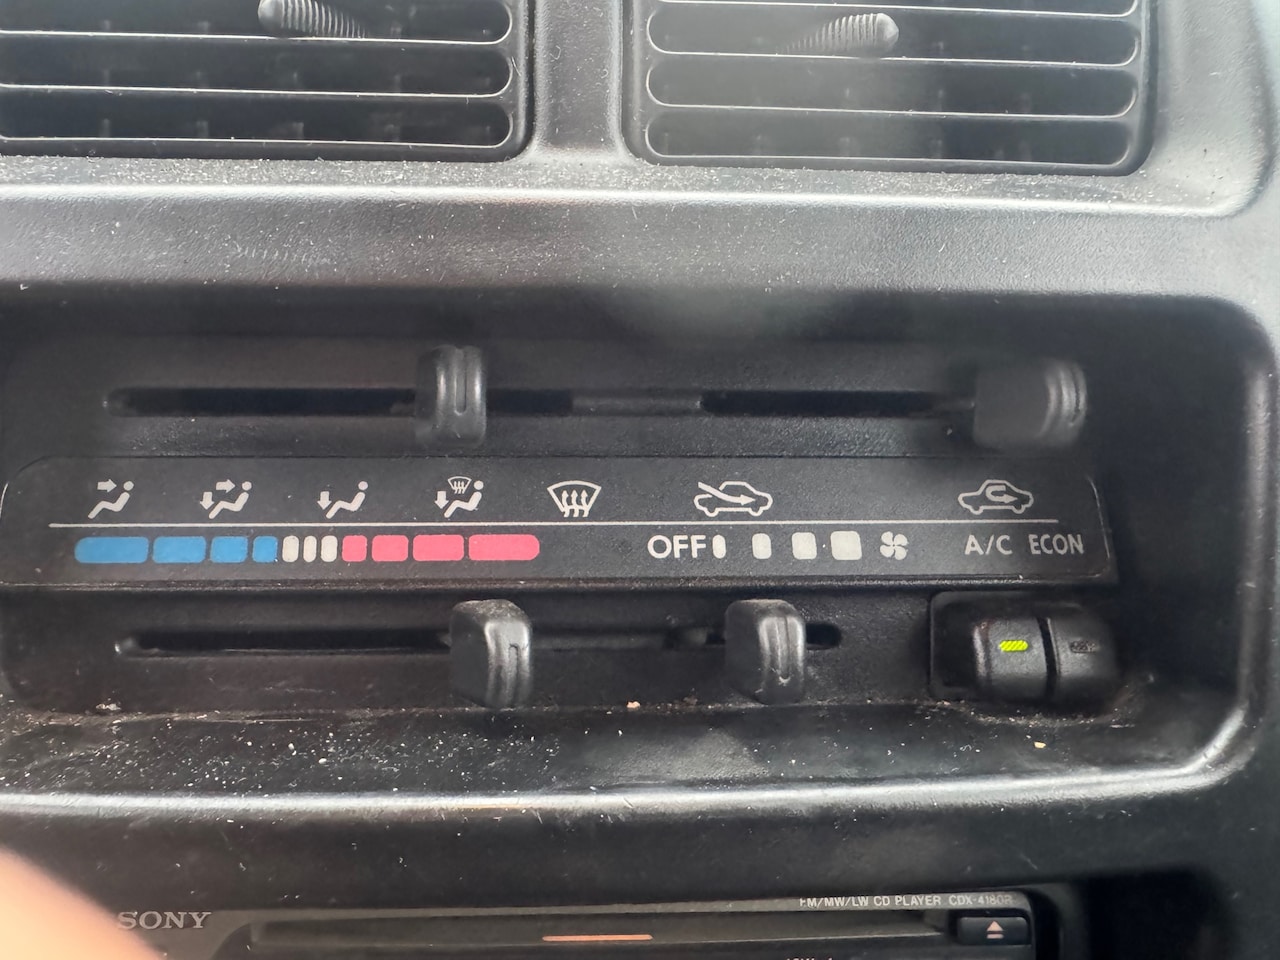 OFF A/C ECON
FM/MW/LW CD PLAYER CDX-4180R
SONY